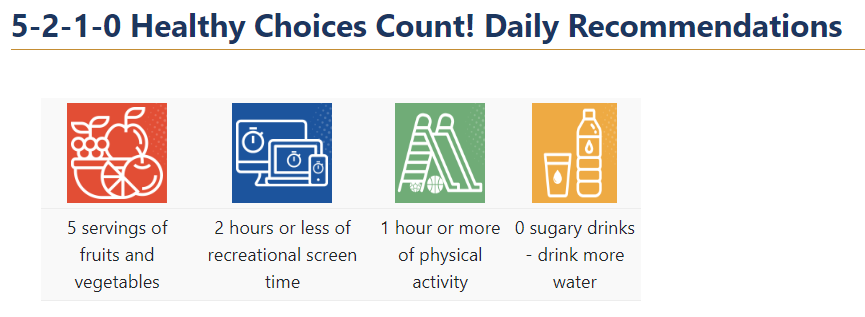 5-2-1-0 Healthy Choices Count! Daily Recommendations
5 servings of
fruits and
vegetables
2 hours or less of
recreational screen
time
1 hour or more
of physical
activity
0 sugary drinks
- drink more
water